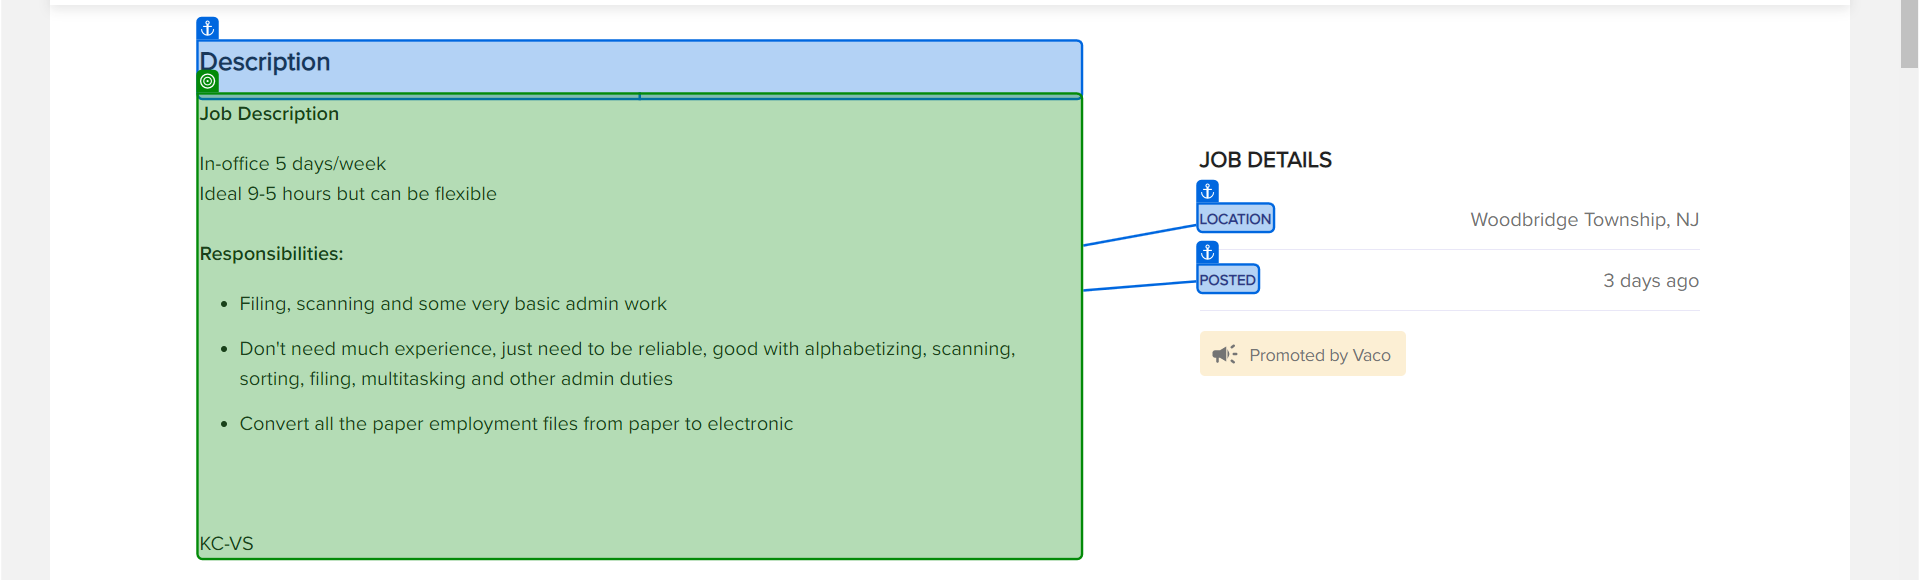 Description
Job Description
In-office 5 days/week
Ideal 9-5 hours but can be flexible
Responsibilities:
• Filing, scanning and some very basic admin work
• Don't need much experience, just need to be reliable, good with alphabetizing, scanning,
sorting, filing, multitasking and other admin duties
• Convert all the paper employment files from paper to electronic
KC-VS
JOB DETAILS
LOCATION Woodbridge Township, NJ
POSTED 3 days ago
Promoted by Vaco